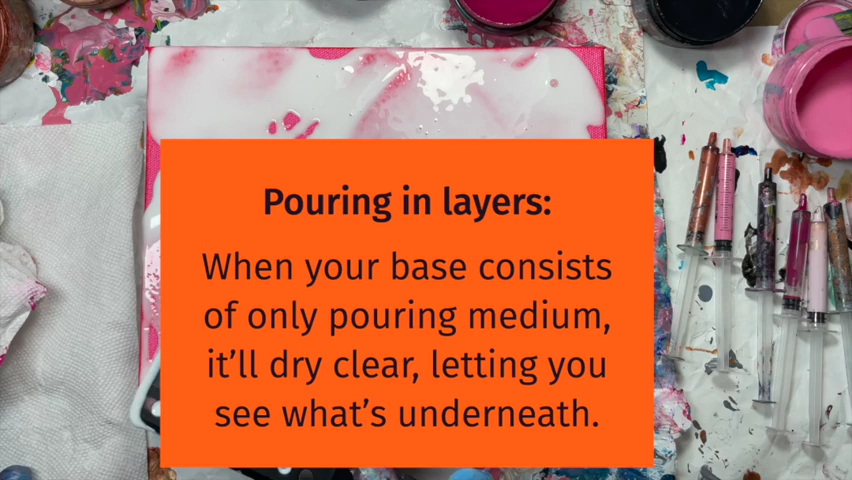 Pouring in layers:
When your base consists
of only pouring medium,
it’ll dry clear, letting you
see what’s underneath.